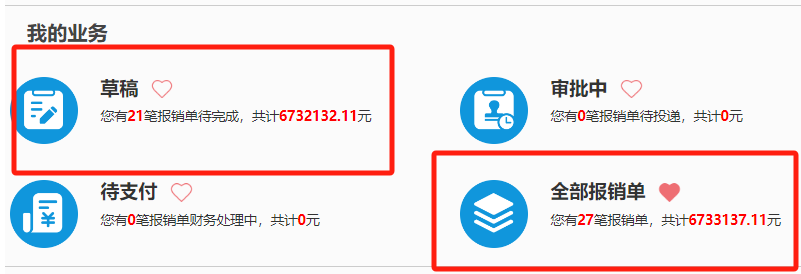 我的业务
草稿
您有21笔报销单待完成，共计6732132.11元
审批中
您有0笔报销单待投递，共计0元
待支付
您有0笔报销单财务处理中，共计0元
全部报销单
您有27笔报销单，共计6733137.11元